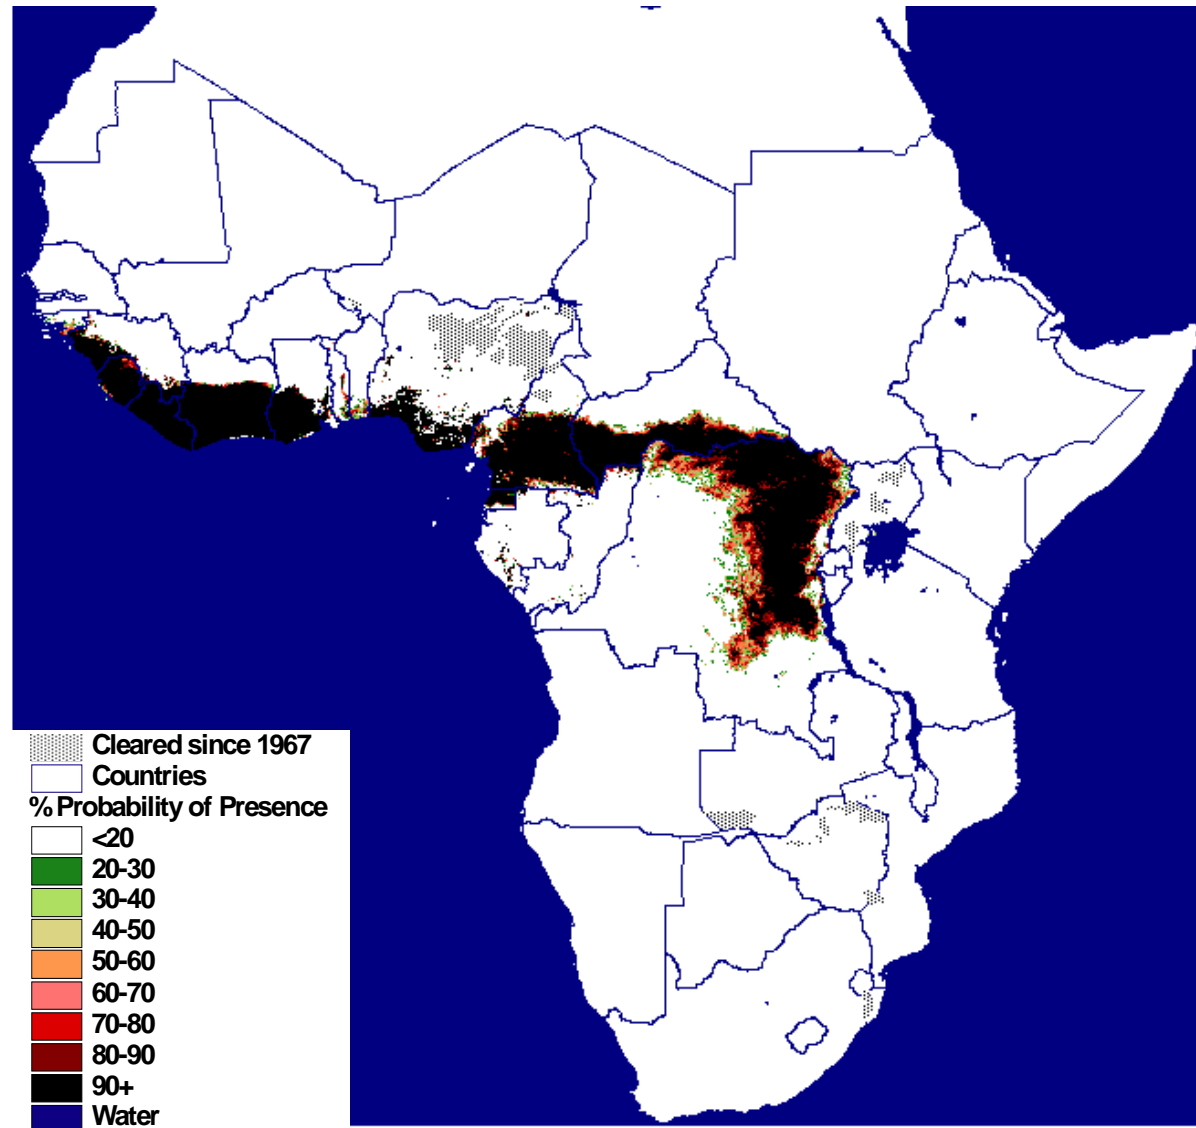 Cleared since 1967
Countries
% Probability of Presence
<20
20-30
30-40
40-50
50-60
60-70
70-80
80-90
90+
Water